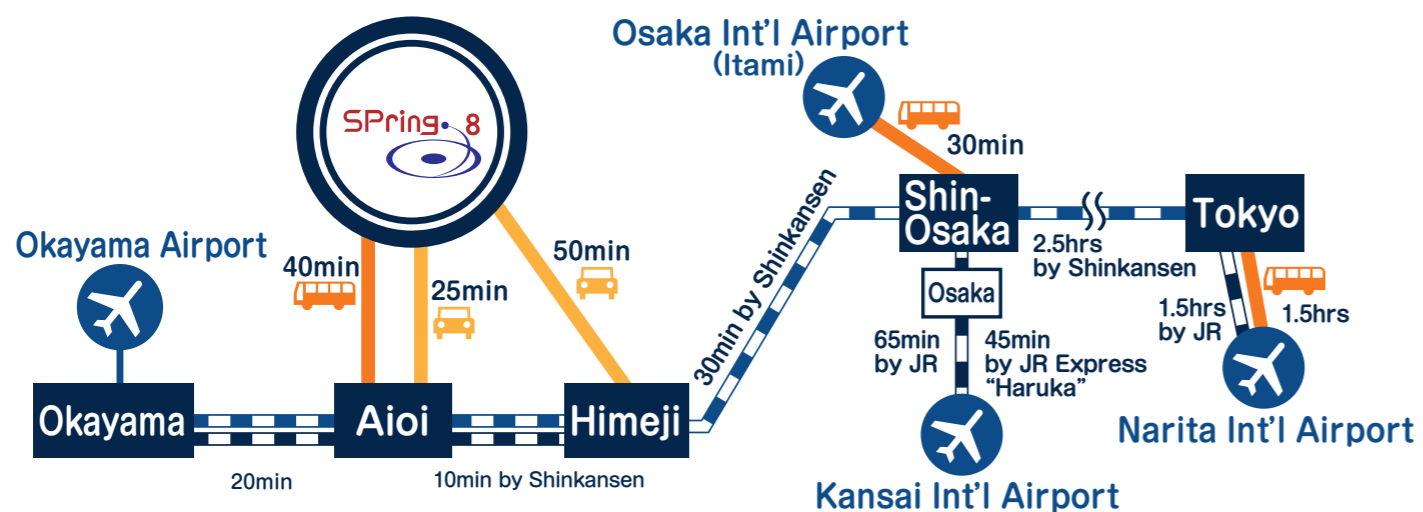 Osaka Int'l Airport
(Itami)
SPring・8
30min
Okayama Airport
40min
25min
50min
30min by Shinkansen
Shin-
Osaka
2.5hrs
by Shinkansen
Tokyo
Osaka
65min
by JR
45min
by JR Express
“Haruka”
1.5hrs
by JR
1.5hrs
Okayama
Aioi
Himeji
20min
10min by Shinkansen
Narita Int'l Airport
Kansai Int'l Airport